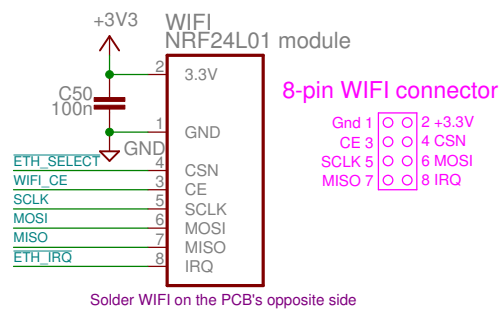 +3V3
WIFI
NRF24L01 module
C50
100n
2 3.3V
1 GND
GND
ETH_SELECT 4 CSN
WIFI_CE 3 CE
SCLK 5 SCLK
MOSI 6 MOSI
MISO 7 MISO
ETH_IRQ 8 IRQ
8-pin WIFI connector
Gnd 1 2 +3.3V
CE 3 4 CSN
SCLK 5 6 MOSI
MISO 7 8 IRQ
Solder WIFI on the PCB's opposite side